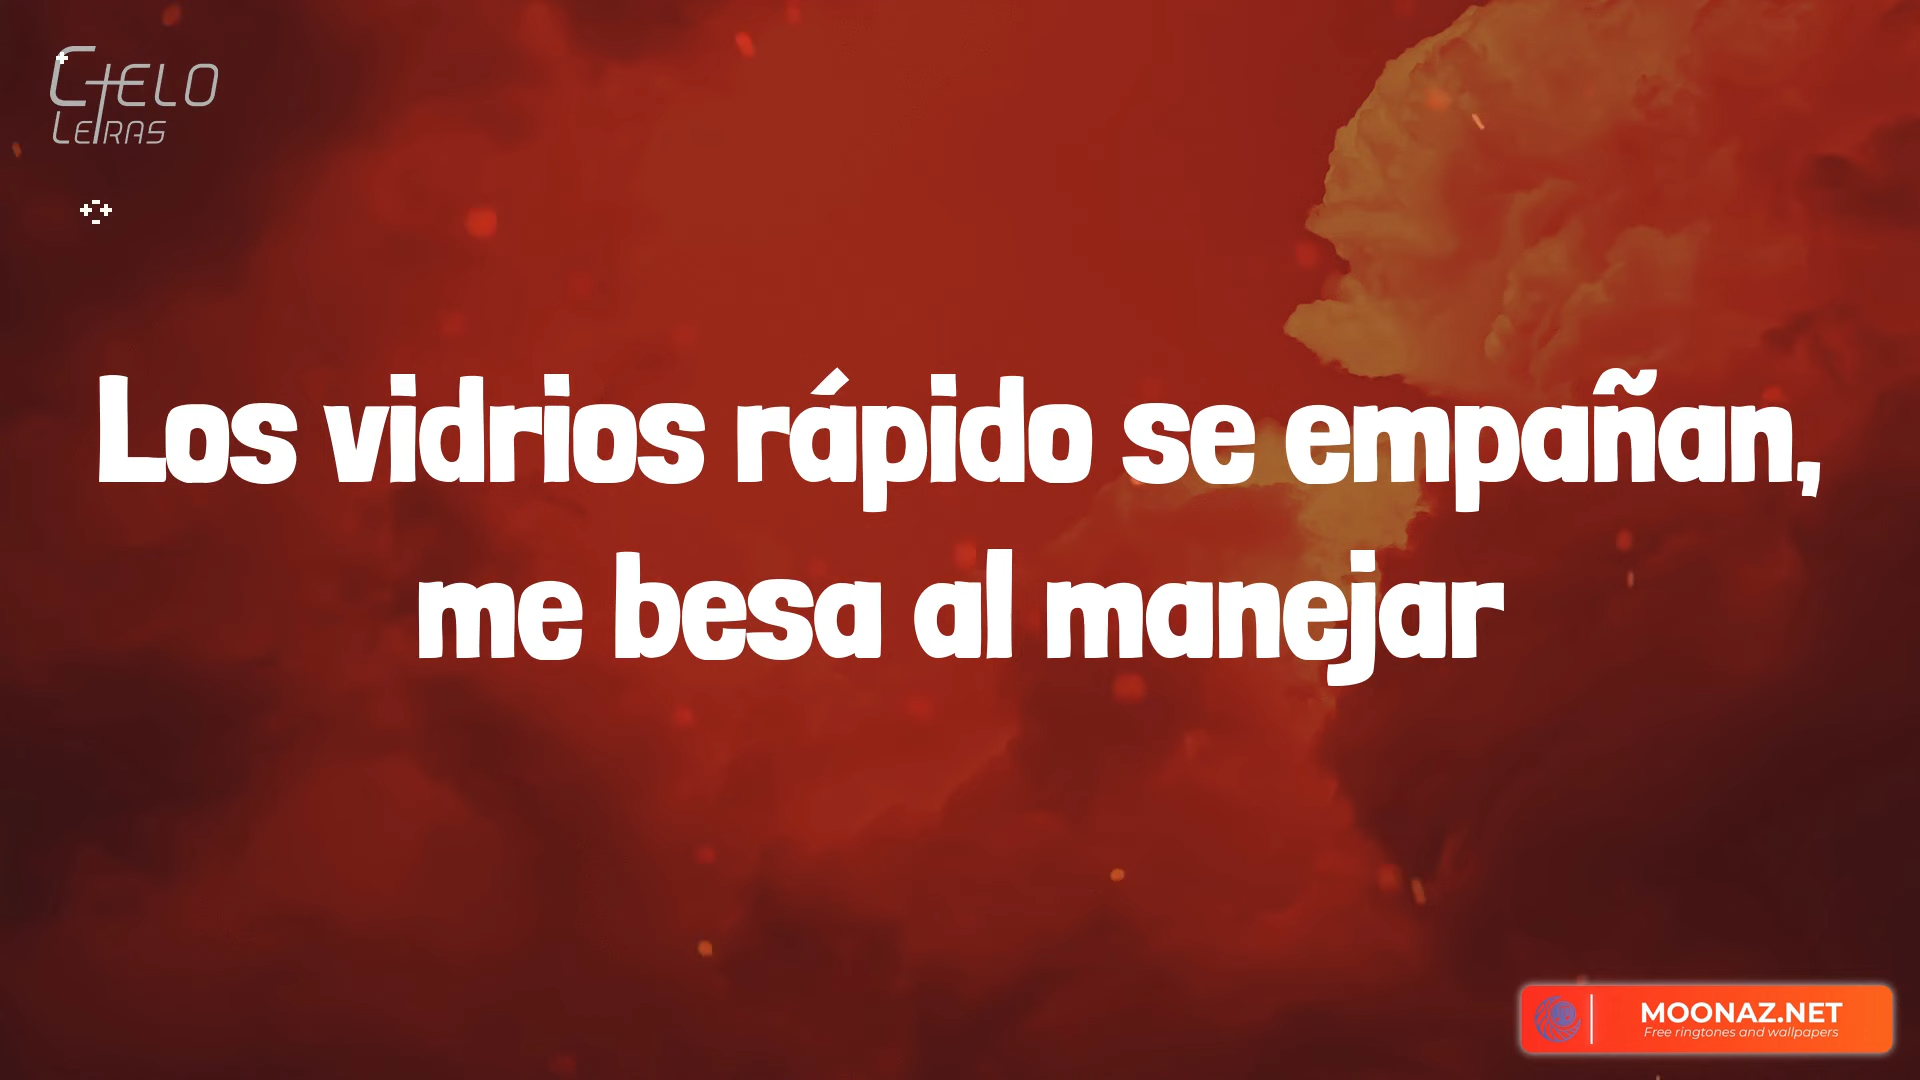 CIELO
LETRAS
Los vidrios rápido se empañan,
me besa al manejar
MOONAZ.NET
Free ringtones and wallpapers